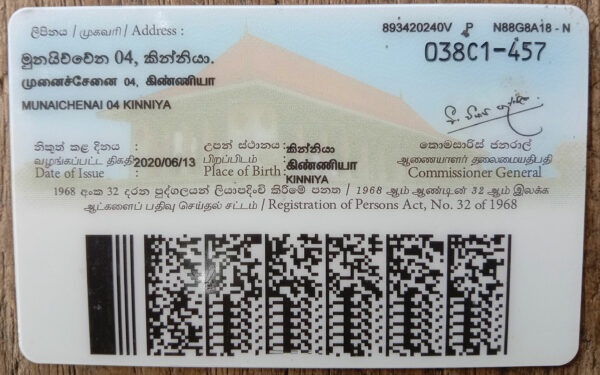 ලිපිනය / முகவரி / Address :
893420240V P N88G8A18 - N
038C1-457
මුනයිච්චේන 04, කින්නියා.
முனைச்சேனை 04, கிண்ணியா
MUNAICHENAI 04 KINNIYA
නිකුත් කළ දිනය :
வழங்கப்பட்ட திகதி 2020/06/13
Date of Issue :
උපන් ස්ථානය : කින්නියා
பிறப்பிடம் : கிண்ணியா
Place of Birth : KINNIYA
කොමසාරිස් ජනරාල්
ஆணையாளர் தலைமையதிபதி
Commissioner General
1968 අංක 32 දරන පුද්ගලයන් ලියාපදිංචි කිරීමේ පනත / 1968 ஆம் ஆண்டின் 32 ஆம் இலக்க
ஆட்களைப் பதிவு செய்தல் சட்டம் / Registration of Persons Act, No. 32 of 1968